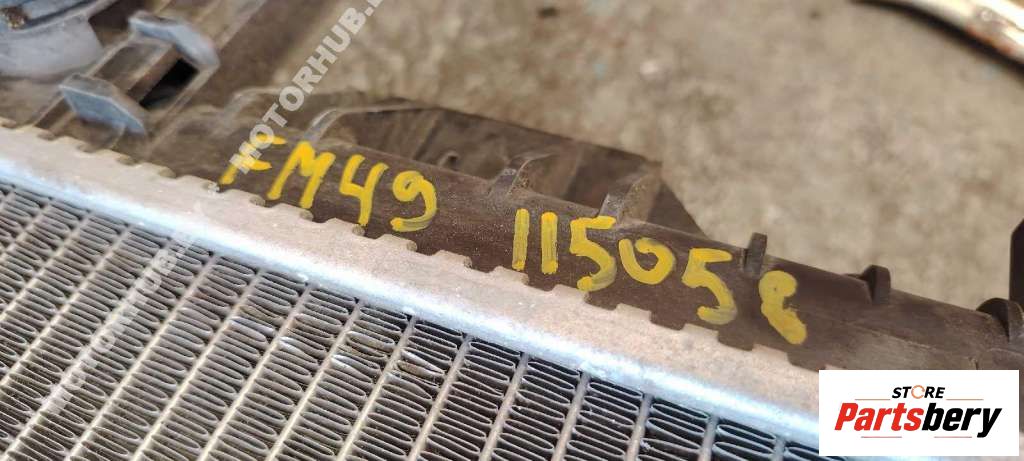 MOTORHUB.
FM49 115058
MOTORHUB.
STORE
Partsbery